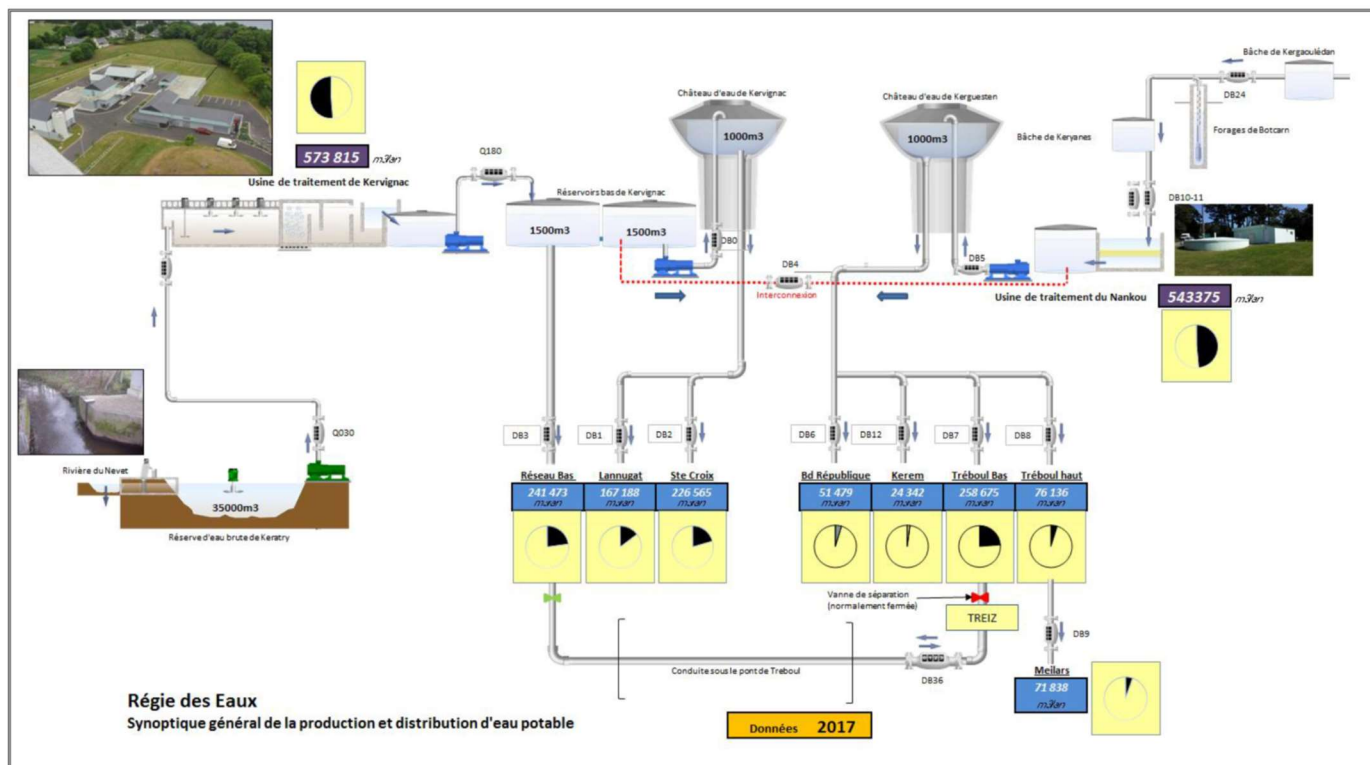 Bâche de Kergaoulédan
DB24
Château d'eau de Kervignac
Château d'eau de Kerguesten
1000m3
1000m3
Bâche de Keryanes
Forages de Botcarn
573 815 m3/an
Usine de traitement de Kervignac
Q180
Réservoirs bas de Kervignac
1500m3
1500m3
DB0
DB4
Interconnexion
DB5
DB10-11
Usine de traitement du Nankou
543375 m3/an
Q030
Rivière du Nevet
35000m3
Réserve d'eau brute de Keratry
DB3
DB1
DB2
DB6
DB12
DB7
DB8
Réseau Bas
241 473
m3/an
Lannugat
167 188
m3/an
Ste Croix
226 565
m3/an
Bd République
51 479
m3/an
Kerem
24 342
m3/an
Tréboul Bas
258 675
m3/an
Tréboul haut
76 136
m3/an
Vanne de séparation
(normalement fermée)
TREIZ
DB9
Conduite sous le pont de Treboul
DB36
Meilars
71 838
m3/an
Régie des Eaux
Synoptique général de la production et distribution d'eau potable
Données 2017